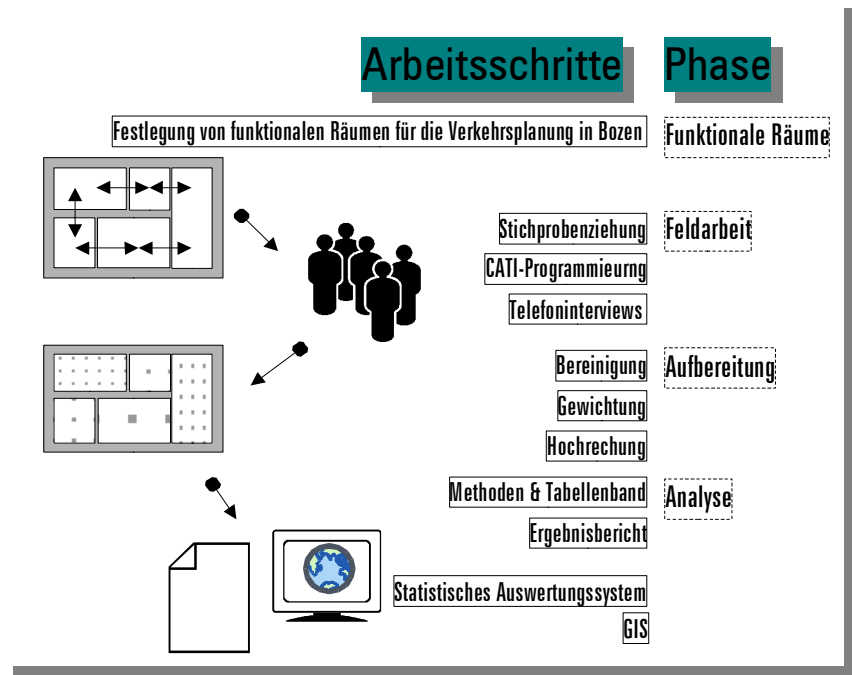 Arbeitsschritte Phase
Festlegung von funktionalen Räumen für die Verkehrsplanung in Bozen Funktionale Räume
Stichprobenziehung Feldarbeit
CATI-Programmieurng
Telefoninterviews
Bereinigung Aufbereitung
Gewichtung
Hochrechung
Methoden & Tabellenband Analyse
Ergebnisbericht
Statistisches Auswertungssystem
GIS